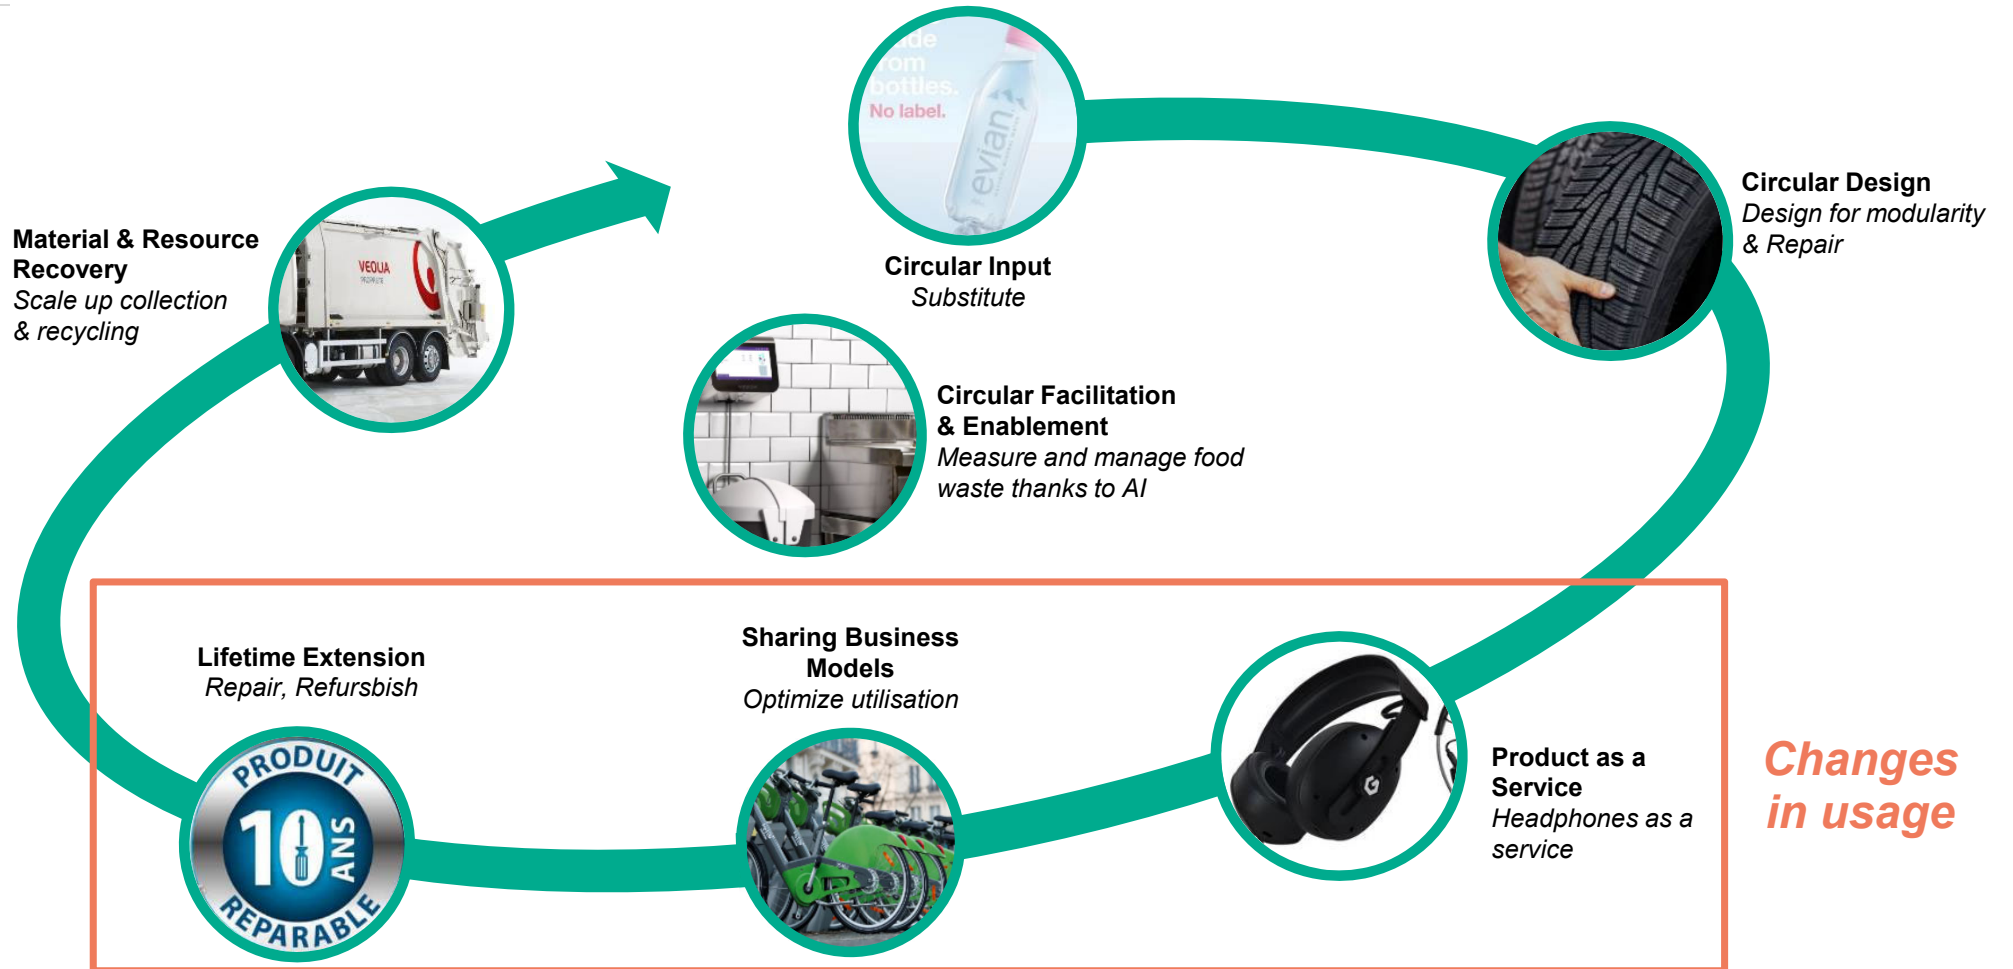 from
bottles.
No label.
evian
Circular Input
Substitute
Circular Design
Design for modularity
& Repair
Material & Resource
Recovery
Scale up collection
& recycling
VEOLIA
Circular Facilitation
& Enablement
Measure and manage food
waste thanks to AI
Lifetime Extension
Repair, Refursbish
PRODUIT
10
ANS
REPARABLE
Sharing Business
Models
Optimize utilisation
Product as a
Service
Headphones as a
service
Changes
in usage